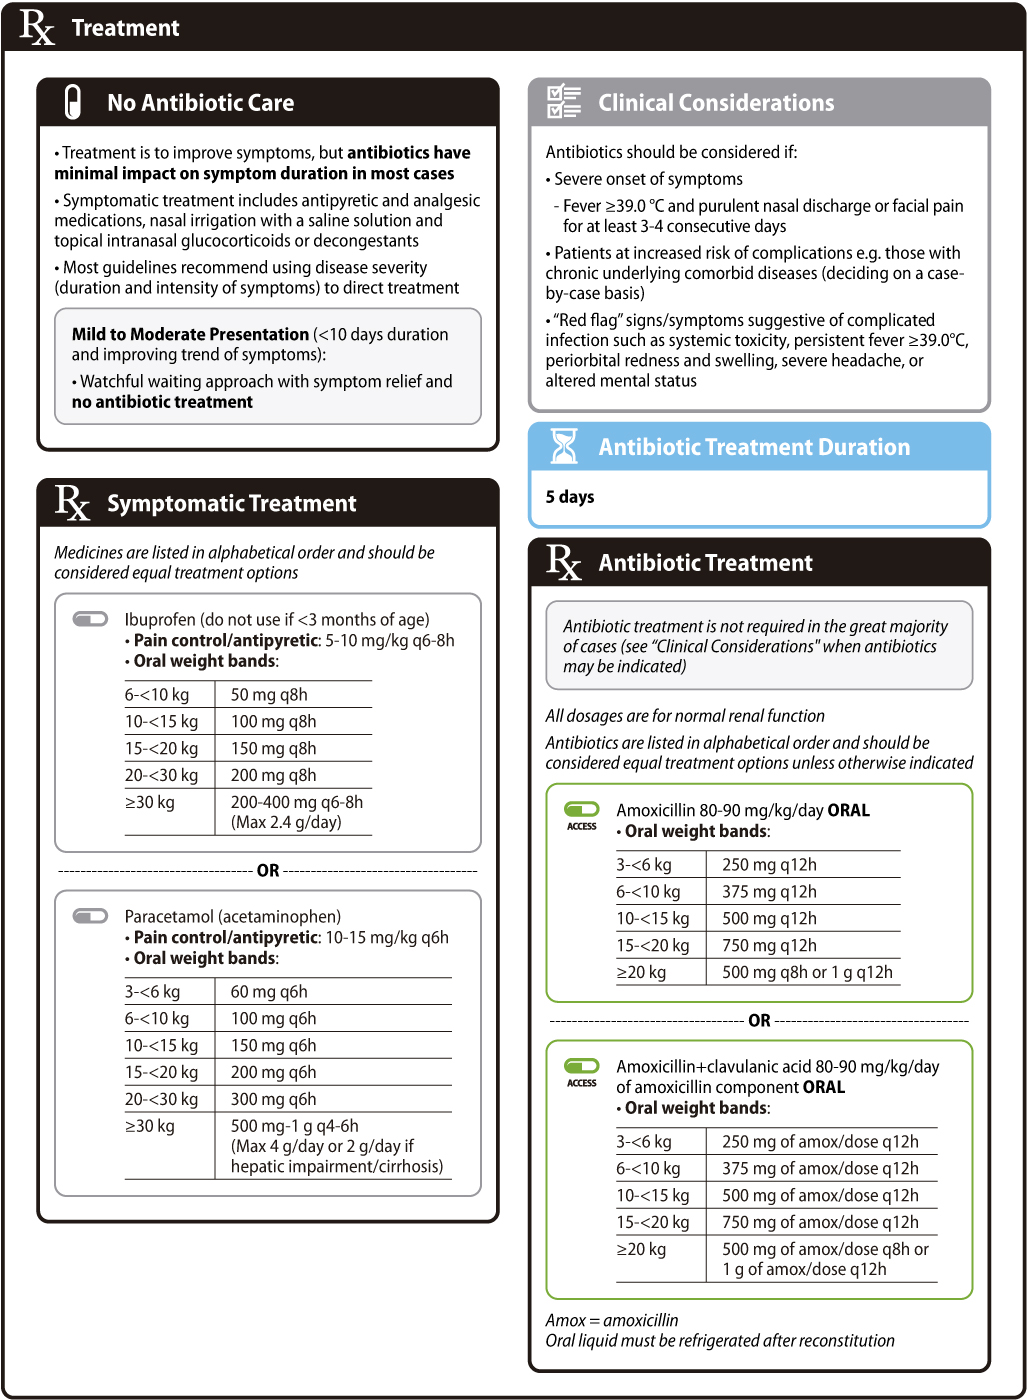 Rx Treatment
No Antibiotic Care
• Treatment is to improve symptoms, but antibiotics have
minimal impact on symptom duration in most cases
• Symptomatic treatment includes antipyretic and analgesic
medications, nasal irrigation with a saline solution and
topical intranasal glucocorticoids or decongestants
• Most guidelines recommend using disease severity
(duration and intensity of symptoms) to direct treatment
Mild to Moderate Presentation (<10 days duration
and improving trend of symptoms):
• Watchful waiting approach with symptom relief and
no antibiotic treatment
Rx Symptomatic Treatment
Medicines are listed in alphabetical order and should be
considered equal treatment options
Ibuprofen (do not use if <3 months of age)
• Pain control/antipyretic: 5-10 mg/kg q6-8h
• Oral weight bands:
6-<10 kg 50 mg q8h
10-<15 kg 100 mg q8h
15-<20 kg 150 mg q8h
20-<30 kg 200 mg q8h
≥30 kg 200-400 mg q6-8h
(Max 2.4 g/day)
OR
Paracetamol (acetaminophen)
• Pain control/antipyretic: 10-15 mg/kg q6h
• Oral weight bands:
3-<6 kg 60 mg q6h
6-<10 kg 100 mg q6h
10-<15 kg 150 mg q6h
15-<20 kg 200 mg q6h
20-<30 kg 300 mg q6h
≥30 kg 500 mg-1 g q4-6h
(Max 4 g/day or 2 g/day if
hepatic impairment/cirrhosis)
Clinical Considerations
Antibiotics should be considered if:
• Severe onset of symptoms
- Fever ≥39.0 °C and purulent nasal discharge or facial pain
for at least 3-4 consecutive days
• Patients at increased risk of complications e.g. those with
chronic underlying comorbid diseases (deciding on a case-
by-case basis)
• “Red flag” signs/symptoms suggestive of complicated
infection such as systemic toxicity, persistent fever ≥39.0°C,
periorbital redness and swelling, severe headache, or
altered mental status
Antibiotic Treatment Duration
5 days
Rx Antibiotic Treatment
Antibiotic treatment is not required in the great majority
of cases (see “Clinical Considerations" when antibiotics
may be indicated)
All dosages are for normal renal function
Antibiotics are listed in alphabetical order and should be
considered equal treatment options unless otherwise indicated
ACCESS
Amoxicillin 80-90 mg/kg/day ORAL
• Oral weight bands:
3-<6 kg 250 mg q12h
6-<10 kg 375 mg q12h
10-<15 kg 500 mg q12h
15-<20 kg 750 mg q12h
≥20 kg 500 mg q8h or 1 g q12h
OR
ACCESS
Amoxicillin+clavulanic acid 80-90 mg/kg/day
of amoxicillin component ORAL
• Oral weight bands:
3-<6 kg 250 mg of amox/dose q12h
6-<10 kg 375 mg of amox/dose q12h
10-<15 kg 500 mg of amox/dose q12h
15-<20 kg 750 mg of amox/dose q12h
≥20 kg 500 mg of amox/dose q8h or
1 g of amox/dose q12h
Amox = amoxicillin
Oral liquid must be refrigerated after reconstitution